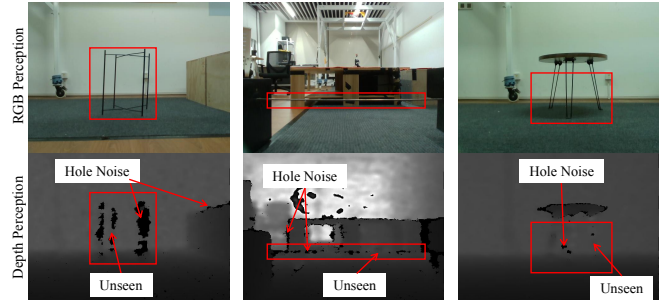 RGB Perception
Depth Perception
Hole Noise
Unseen
Hole Noise
Unseen
Hole Noise
Unseen